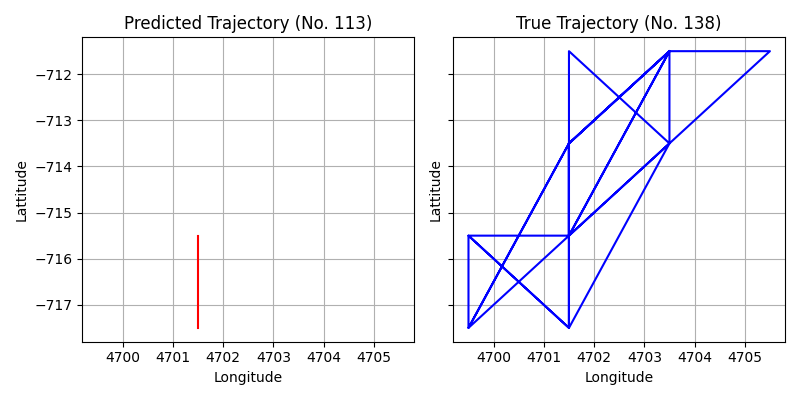 Predicted Trajectory (No. 113)
True Trajectory (No. 138)
Lattitude
−712
−713
−714
−715
−716
−717
4700 4701 4702 4703 4704 4705
Longitude
Lattitude
4700 4701 4702 4703 4704 4705
Longitude